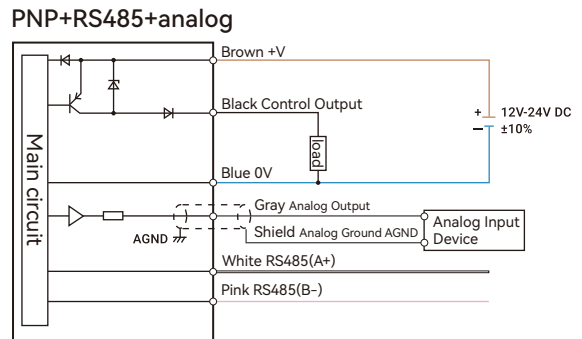 PNP+RS485+analog
Brown +V
Black Control Output
+ 12V-24V DC
− ±10%
load
Main circuit
Blue 0V
Gray Analog Output
Analog Input
Device
AGND
Shield Analog Ground AGND
White RS485(A+)
Pink RS485(B-)